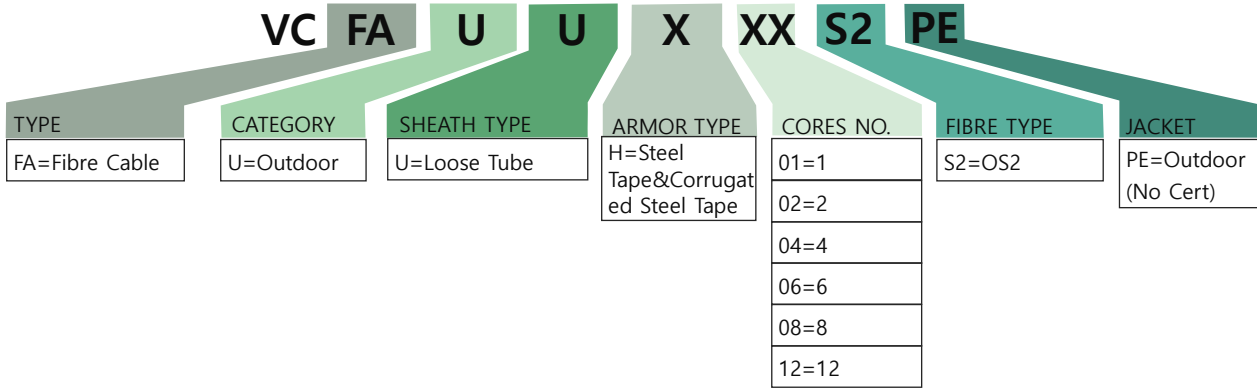 VC FA U U X XX S2 PE
TYPE
FA=Fibre Cable
CATEGORY
U=Outdoor
SHEATH TYPE
U=Loose Tube
ARMOR TYPE
H=Steel
Tape&Corrugat
ed Steel Tape
CORES NO.
01=1
02=2
04=4
06=6
08=8
12=12
FIBRE TYPE
S2=OS2
JACKET
PE=Outdoor
(No Cert)